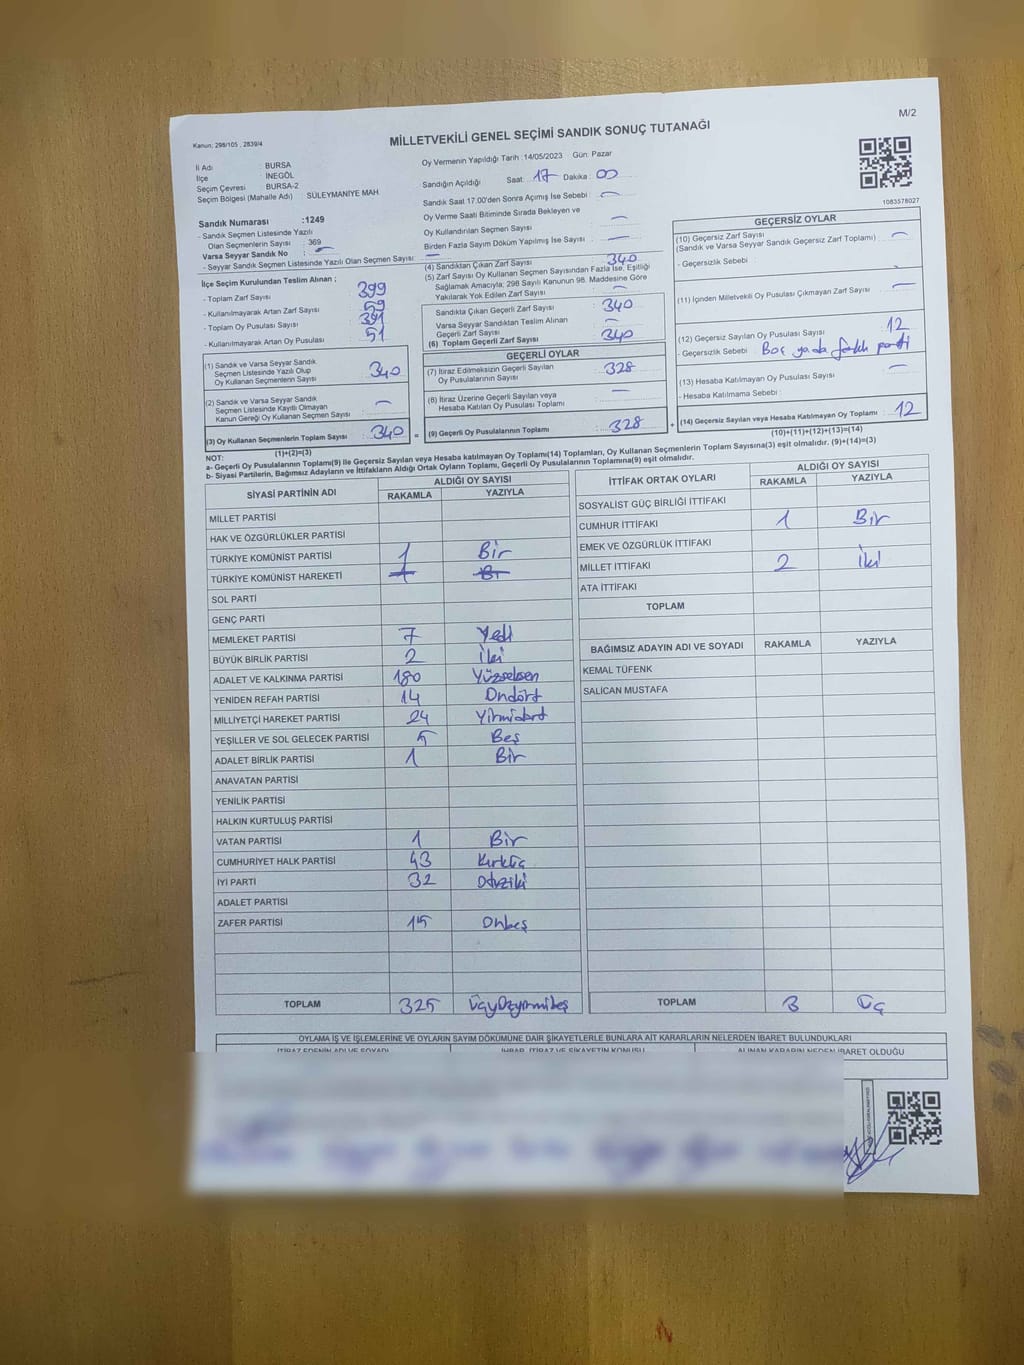 M/2
Kanun; 298/105 , 2839/4
MİLLETVEKİLİ GENEL SEÇİMİ SANDIK SONUÇ TUTANAĞI
İl Adı : BURSA
İlçe : İNEGÖL
Seçim Çevresi : BURSA-2
Seçim Bölgesi (Mahalle Adı) : SÜLEYMANİYE MAH.
Sandık Numarası :1249
- Sandık Seçmen Listesinde Yazılı
Olan Seçmenlerin Sayısı : 369
Varsa Seyyar Sandık No :
- Seyyar Sandık Seçmen Listesinde Yazılı Olan Seçmen Sayısı:
Oy Vermenin Yapıldığı Tarih :14/05/2023 Gün: Pazar
Sandığın Açıldığı Saat: 17 Dakika: 00
Sandık Saat 17.00'den Sonra Açımış İse Sebebi :
Oy Verme Saati Bitiminde Sırada Bekleyen ve
Oy Kullandırılan Seçmen Sayısı :
Birden Fazla Sayım Döküm Yapılmış İse Sayısı :
1083578027
İlçe Seçim Kurulundan Teslim Alınan ;
- Toplam Zarf Sayısı : 399
- Kullanılmayarak Artan Zarf Sayısı : 59
- Toplam Oy Pusulası Sayısı : 391
- Kullanılmayarak Artan Oy Pusulası : 51
(1) Sandık ve Varsa Seyyar Sandık
Seçmen Listesinde Yazılı Olup
Oy Kullanan Seçmenlerin Sayısı : 340
(2) Sandık ve Varsa Seyyar Sandık
Seçmen Listesinde Kayıtlı Olmayan
Kanun Gereği Oy Kullanan Seçmen Sayısı :
(3) Oy Kullanan Seçmenlerin Toplam Sayısı : 340
(1)+(2)=(3)
(4) Sandıktan Çıkan Zarf Sayısı : 340
(5) Zarf Sayısı Oy Kullanan Seçmen Sayısından Fazla İse, Eşitliği
Sağlamak Amacıyla; 298 Sayılı Kanunun 98. Maddesine Göre
Yakılarak Yok Edilen Zarf Sayısı :
Sandıkta Çıkan Geçerli Zarf Sayısı : 340
Varsa Seyyar Sandıktan Teslim Alınan
Geçerli Zarf Sayısı :
(6) Toplam Geçerli Zarf Sayısı : 340
GEÇERLİ OYLAR
(7) İtiraz Edilmeksizin Geçerli Sayılan
Oy Pusulalarının Sayısı : 328
(8) İtiraz Üzerine Geçerli Sayılan veya
Hesaba Katılan Oy Pusulası Toplamı :
= (9) Geçerli Oy Pusulalarının Toplamı : 328
GEÇERSİZ OYLAR
(10) Geçersiz Zarf Sayısı
(Sandık ve Varsa Seyyar Sandık Geçersiz Zarf Toplamı) :
- Geçersizlik Sebebi :
(11) İçinden Milletvekili Oy Pusulası Çıkmayan Zarf Sayısı :
(12) Geçersiz Sayılan Oy Pusulası Sayısı : 12
- Geçersizlik Sebebi : Boş yada farklı parti
(13) Hesaba Katılmayan Oy Pusulası Sayısı :
- Hesaba Katılmama Sebebi :
+ (14) Geçersiz Sayılan veya Hesaba Katılmayan Oy Toplamı : 12
(10)+(11)+(12)+(13)=(14)
NOT:
a- Geçerli Oy Pusulalarının Toplamı(9) ile Geçersiz Sayılan veya Hesaba Katılmayan Oy Toplamı(14) Toplamları, Oy Kullanan Seçmenlerin Toplam Sayısına(3) eşit olmalıdır. (9)+(14)=(3)
b- Siyasi Partilerin, Bağımsız Adayların ve İttifakların Aldığı Ortak Oyların Toplamı, Geçerli Oy Pusulalarının Toplamına(9) eşit olmalıdır.
SİYASİ PARTİNİN ADI ALDIĞI OY SAYISI
RAKAMLA YAZIYLA
MİLLET PARTİSİ
HAK VE ÖZGÜRLÜKLER PARTİSİ
TÜRKİYE KOMÜNİST PARTİSİ 1 Bir
TÜRKİYE KOMÜNİST HAREKETİ 1 Bi
SOL PARTİ
GENÇ PARTİ
MEMLEKET PARTİSİ 7 Yedi
BÜYÜK BİRLİK PARTİSİ 2 İki
ADALET VE KALKINMA PARTİSİ 180 Yüzseksen
YENİDEN REFAH PARTİSİ 14 Ondört
MİLLİYETÇİ HAREKET PARTİSİ 24 Yirmidört
YEŞİLLER VE SOL GELECEK PARTİSİ 5 Beş
ADALET BİRLİK PARTİSİ 1 Bir
ANAVATAN PARTİSİ
YENİLİK PARTİSİ
HALKIN KURTULUŞ PARTİSİ
VATAN PARTİSİ 1 Bir
CUMHURİYET HALK PARTİSİ 43 Kırküç
İYİ PARTİ 32 Otuziki
ADALET PARTİSİ
ZAFER PARTİSİ 15 Onbeş
TOPLAM 325 Üçyüzyirmibeş
İTTİFAK ORTAK OYLARI ALDIĞI OY SAYISI
RAKAMLA YAZIYLA
SOSYALİST GÜÇ BİRLİĞİ İTTİFAKI
CUMHUR İTTİFAKI 1 Bir
EMEK VE ÖZGÜRLÜK İTTİFAKI
MİLLET İTTİFAKI 2 İki
ATA İTTİFAKI
TOPLAM
BAĞIMSIZ ADAYIN ADI VE SOYADI RAKAMLA YAZIYLA
KEMAL TÜFENK
SALİCAN MUSTAFA
TOPLAM 3 Üç
OYLAMA İŞ VE İŞLEMLERİNE VE OYLARIN SAYIM DÖKÜMÜNE DAİR ŞİKAYETLERLE BUNLARA AİT KARARLARIN NELERDEN İBARET BULUNDUKLARI
İTİRAZ EDENİN ADI VE SOYADI İHBAR, İTİRAZ VE ŞİKAYETİN KONUSU ALINAN KARARIN NEDEN İBARET OLDUĞU